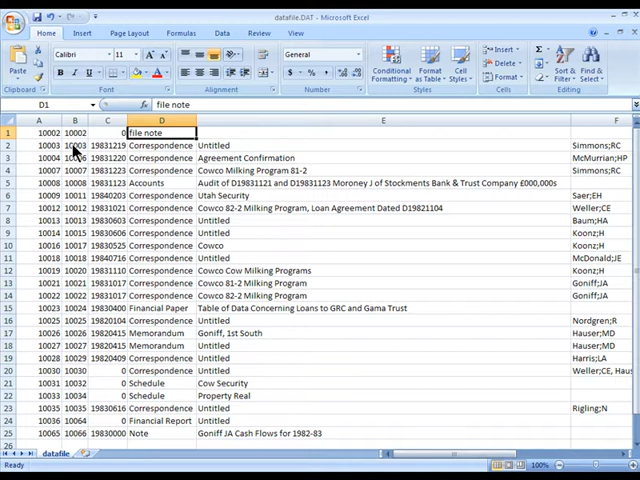 datafile.DAT - Microsoft Excel
Home Insert Page Layout Formulas Data Review View
Paste
Calibri 11
General
Conditional Formatting
Format as Table
Cell Styles
Insert
Delete
Format
Sort & Filter
Find & Select
Clipboard Font Alignment Number Styles Cells Editing
D1 file note
A B C D E F
1 10002 10002 0 file note
2 10003 10003 19831219 Correspondence Untitled Simmons;RC
3 10004 10006 19831220 Correspondence Agreement Confirmation McMurrian;HP
4 10007 10007 19831223 Correspondence Cowco Milking Program 81-2 Simmons;RC
5 10008 10008 19831123 Accounts Audit of D19831121 and D19831123 Moroney J of Stockments Bank & Trust Company £000,000s
6 10009 10011 19840203 Correspondence Utah Security Saer;EH
7 10012 10012 19831021 Correspondence Cowco 82-2 Milking Program, Loan Agreement Dated D19821104 Weller;CE
8 10013 10013 19830603 Correspondence Untitled Baum;HA
9 10014 10015 19830606 Correspondence Untitled Koonz;H
10 10016 10017 19830525 Correspondence Cowco Koonz;H
11 10018 10018 19840716 Correspondence Untitled McDonald;JE
12 10019 10020 19831110 Correspondence Cowco Cow Milking Programs Koonz;H
13 10021 10021 19831017 Correspondence Cowco 81-2 Milking Program Goniff;JA
14 10022 10022 19831017 Correspondence Cowco 82-2 Milking Program Goniff;JA
15 10023 10024 19830408 Financial Paper Table of Data Concerning Loans to GRC and Gama Trust
16 10025 10025 19820400 Correspondence Untitled Nordgren;R
17 10026 10026 19820415 Memorandum Goniff, 1st South Hauser;MD
18 10027 10027 19820415 Memorandum Untitled Hauser;MD
19 10028 10029 19820409 Correspondence Untitled Harris;LA
20 10030 10030 0 Correspondence Untitled Weller;CE, Haus
21 10031 10032 0 Schedule Cow Security
22 10033 10034 0 Schedule Property Real
23 10035 10035 19830616 Correspondence Untitled Rigling;N
24 10036 10064 0 Financial Report Untitled
25 10065 10066 19830000 Note Goniff JA Cash Flows for 1982-83
26
datafile
Ready 100%